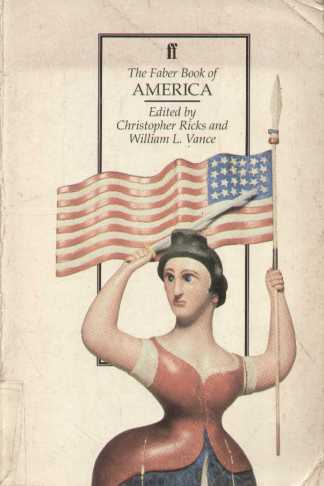 ff
The Faber Book of
AMERICA
Edited by
Christopher Ricks and
William L. Vance